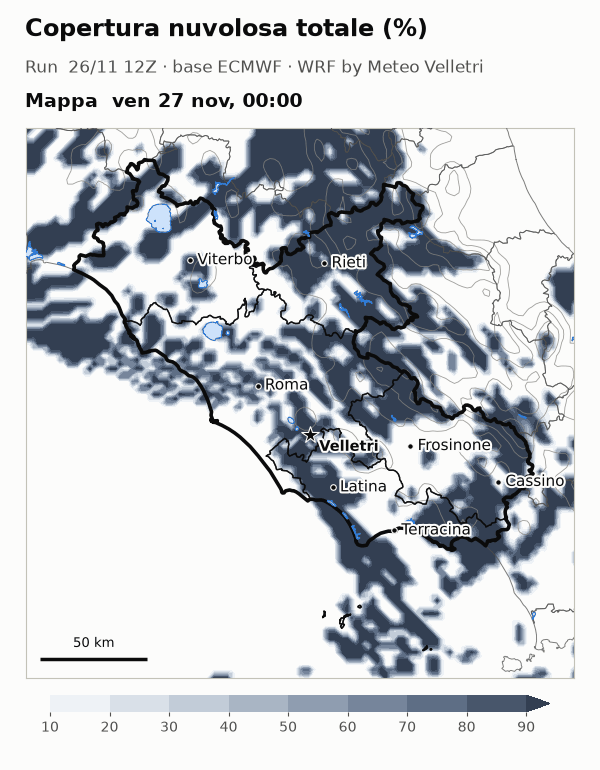 Copertura nuvolosa totale (%)
Run  26/11 12Z · base ECMWF · WRF by Meteo Velletri
Mappa  ven 27 nov, 00:00
Viterbo
Rieti
Roma
Velletri
Frosinone
Cassino
Latina
Terracina
50 km
10 20 30 40 50 60 70 80 90